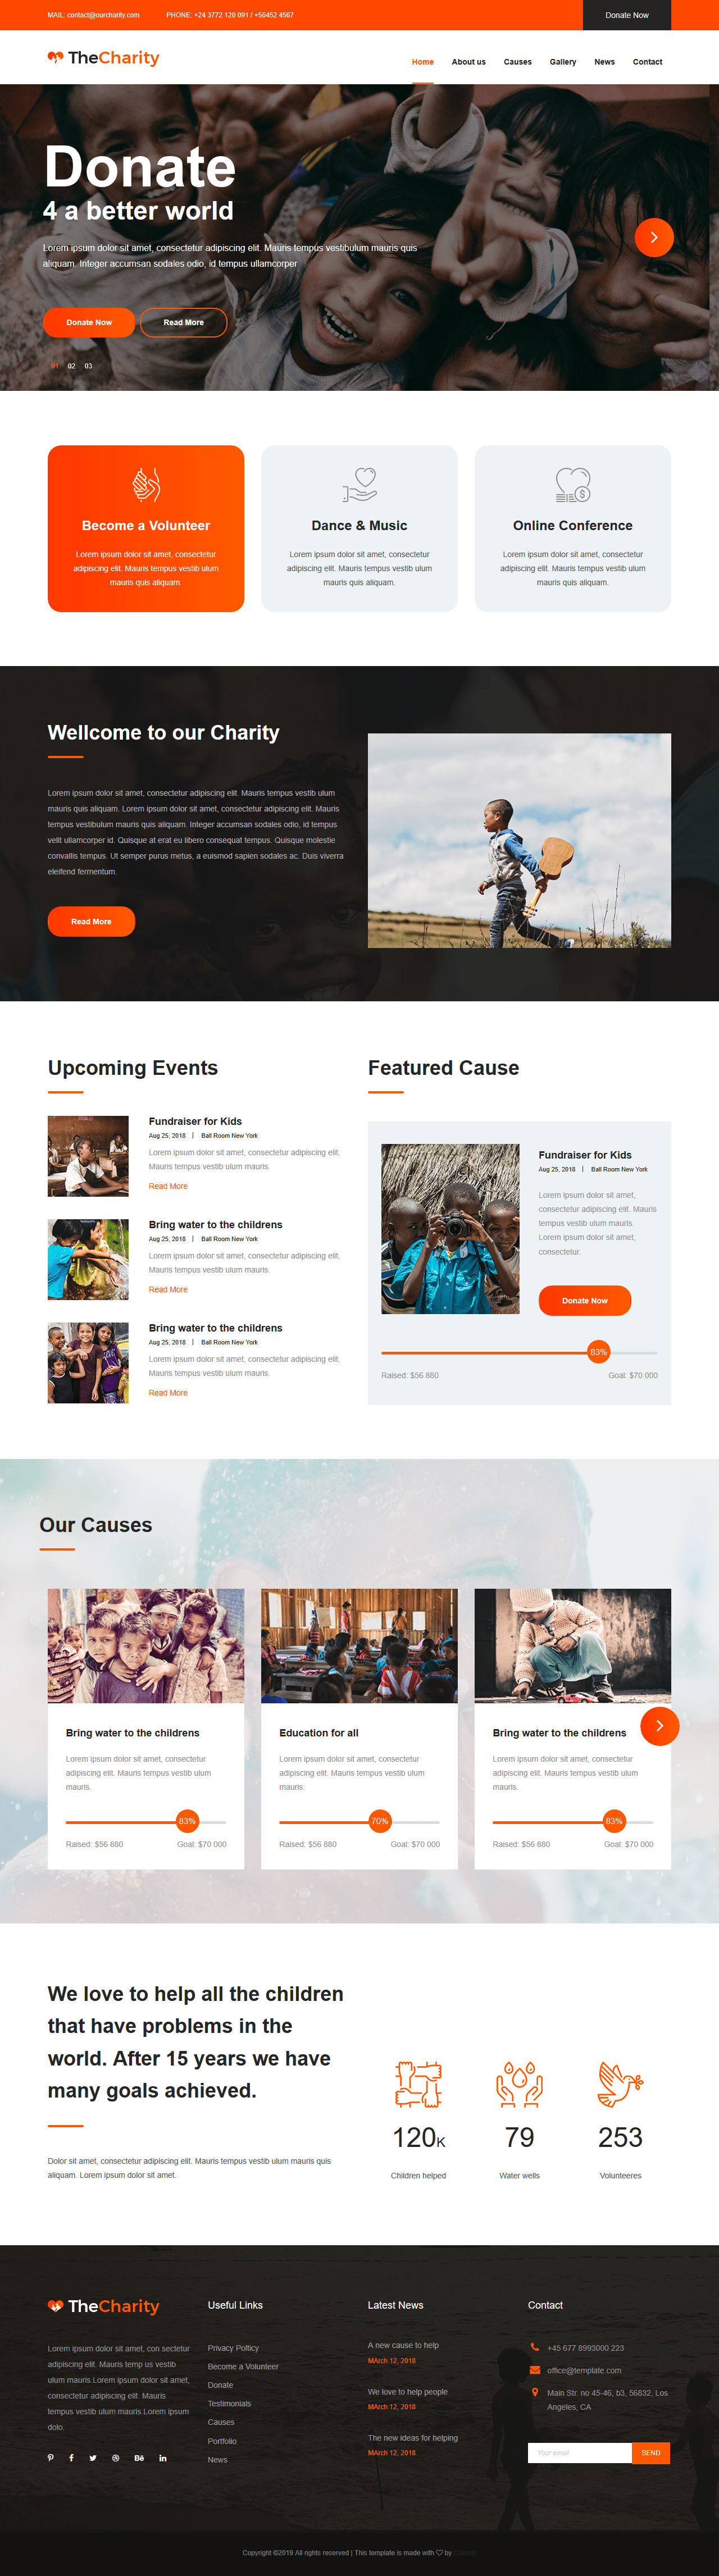 MAIL: contact@ourcharity.com PHONE: +24 3772 120 091 / +56452 4567 Donate Now
TheCharity Home About us Causes Gallery News Contact
Donate
4 a better world
Lorem ipsum dolor sit amet, consectetur adipiscing elit. Mauris tempus vestibulum mauris quis
aliquam. Integer accumsan sodales odio, id tempus ullamcorper
Donate Now Read More
01 02 03
Become a Volunteer
Lorem ipsum dolor sit amet, consectetur
adipiscing elit. Mauris tempus vestib ulum
mauris quis aliquam.
Dance & Music
Lorem ipsum dolor sit amet, consectetur
adipiscing elit. Mauris tempus vestib ulum
mauris quis aliquam.
Online Conference
Lorem ipsum dolor sit amet, consectetur
adipiscing elit. Mauris tempus vestib ulum
mauris quis aliquam.
Wellcome to our Charity
Lorem ipsum dolor sit amet, consectetur adipiscing elit. Mauris tempus vestib ulum
mauris quis aliquam. Lorem ipsum dolor sit amet, consectetur adipiscing elit. Mauris
tempus vestibulum mauris quis aliquam. Integer accumsan sodales odio, id tempus
velit ullamcorper id. Quisque at erat eu libero consequat tempus. Quisque molestie
convallis tempus. Ut semper purus metus, a euismod sapien sodales ac. Duis viverra
eleifend fermentum.
Read More
Upcoming Events
Fundraiser for Kids
Aug 25, 2018 | Ball Room New York
Lorem ipsum dolor sit amet, consectetur adipiscing elit.
Mauris tempus vestib ulum mauris.
Read More
Bring water to the childrens
Aug 25, 2018 | Ball Room New York
Lorem ipsum dolor sit amet, consectetur adipiscing elit.
Mauris tempus vestib ulum mauris.
Read More
Bring water to the childrens
Aug 25, 2018 | Ball Room New York
Lorem ipsum dolor sit amet, consectetur adipiscing elit.
Mauris tempus vestib ulum mauris.
Read More
Featured Cause
Fundraiser for Kids
Aug 25, 2018 | Ball Room New York
Lorem ipsum dolor sit amet,
consectetur adipiscing elit. Mauris
tempus vestib ulum mauris.
Lorem ipsum dolor sit amet,
consectetur.
Donate Now
83%
Raised: $56 880 Goal: $70 000
Our Causes
Bring water to the childrens
Lorem ipsum dolor sit amet, consectetur
adipiscing elit. Mauris tempus vestib ulum
mauris.
83%
Raised: $56 880 Goal: $70 000
Education for all
Lorem ipsum dolor sit amet, consectetur
adipiscing elit. Mauris tempus vestib ulum
mauris.
70%
Raised: $56 880 Goal: $70 000
Bring water to the childrens
Lorem ipsum dolor sit amet, consectetur
adipiscing elit. Mauris tempus vestib ulum
mauris.
83%
Raised: $56 880 Goal: $70 000
We love to help all the children
that have problems in the
world. After 15 years we have
many goals achieved.
Dolor sit amet, consectetur adipiscing elit. Mauris tempus vestibulum mauris quis
aliquam. Lorem ipsum dolor sit amet.
120K
Children helped
79
Water wells
253
Volunteeres
TheCharity
Lorem ipsum dolor sit amet, con sectetur
adipiscing elit. Mauris temp us vestib
ulum mauris.Lorem ipsum dolor sit amet,
consectetur adipiscing elit. Mauris
tempus vestib ulum mauris.Lorem ipsum
dolo.
Useful Links
Privacy Polticy
Become a Volunteer
Donate
Testimonials
Causes
Portfolio
News
Latest News
A new cause to help
MArch 12, 2018
We love to help people
MArch 12, 2018
The new ideas for helping
MArch 12, 2018
Contact
+45 677 8993000 223
office@template.com
Main Str. no 45-46, b3, 56832, Los
Angeles, CA
Your email SEND
Copyright ©2019 All rights reserved | This template is made with ♡ by